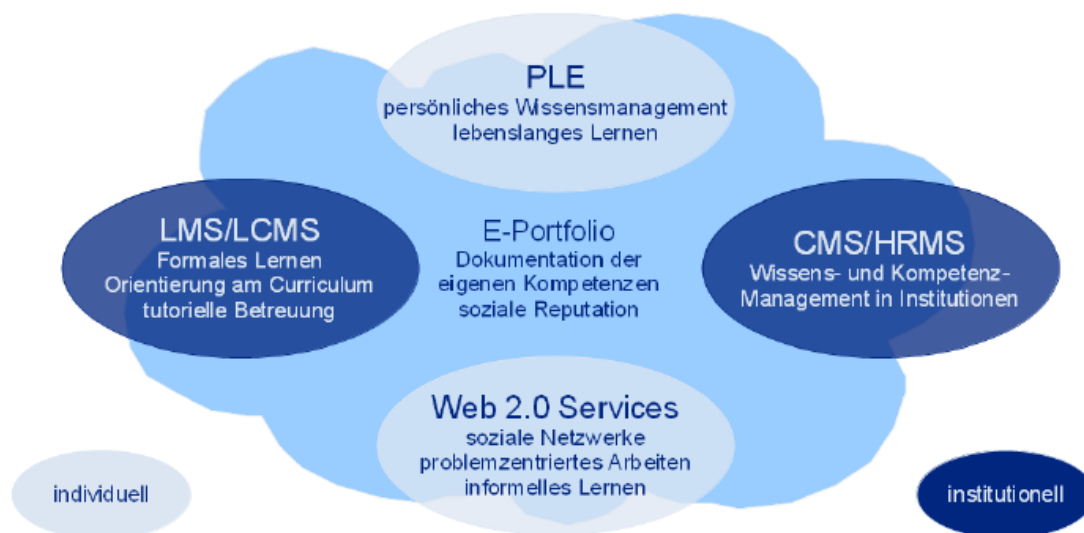 PLE
persönliches Wissensmanagement
lebenslanges Lernen
LMS/LCMS
Formales Lernen
Orientierung am Curriculum
tutorielle Betreuung
E-Portfolio
Dokumentation der
eigenen Kompetenzen
soziale Reputation
CMS/HRMS
Wissens- und Kompetenz-
Management in Institutionen
Web 2.0 Services
soziale Netzwerke
problemzentriertes Arbeiten
informelles Lernen
individuell
institutionell